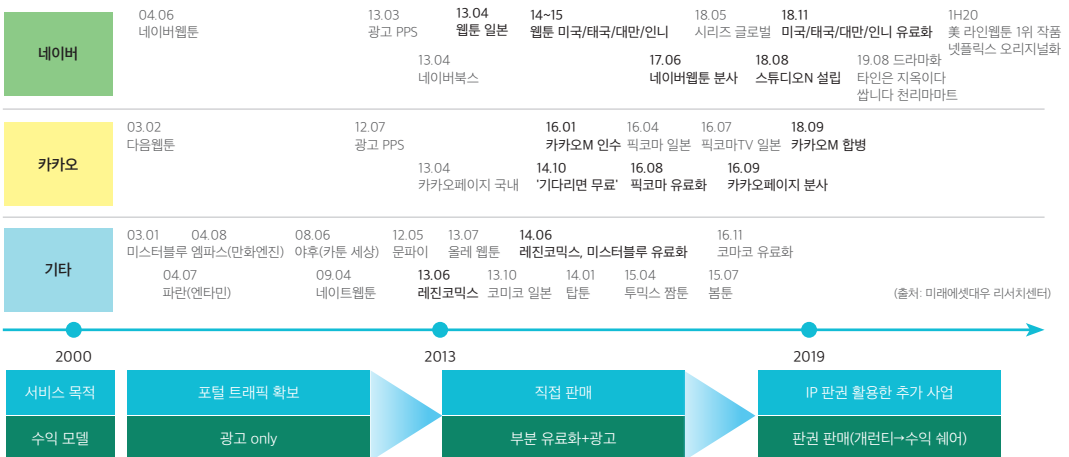 네이버
04.06
네이버웹툰
13.03
광고 PPS
13.04
웹툰 일본
14~15
웹툰 미국/태국/대만/인니
18.05
시리즈 글로벌
18.11
미국/태국/대만/인니 유료화
1H20
美 라인웹툰 1위 작품
넷플릭스 오리지널화
13.04
네이버북스
17.06
네이버웹툰 분사
18.08
스튜디오N 설립
19.08 드라마화
타인은 지옥이다
쌉니다 천리마마트
카카오
03.02
다음웹툰
12.07
광고 PPS
16.01
카카오M 인수
16.04
픽코마 일본
16.07
픽코마TV 일본
18.09
카카오M 합병
13.04
카카오페이지 국내
14.10
'기다리면 무료'
16.08
픽코마 유료화
16.09
카카오페이지 분사
기타
03.01
미스터블루
04.08
엠파스(만화엔진)
08.06
야후(카툰 세상)
12.05
문파이
13.07
올레 웹툰
14.06
레진코믹스, 미스터블루 유료화
16.11
코마코 유료화
04.07
파란(엔타민)
09.04
네이트웹툰
13.06
레진코믹스
13.10
코미코 일본
14.01
탑툰
15.04
투믹스 짬툰
15.07
봄툰
(출처: 미래에셋대우 리서치센터)
2000
2013
2019
서비스 목적
포털 트래픽 확보
직접 판매
IP 판권 활용한 추가 사업
수익 모델
광고 only
부분 유료화+광고
판권 판매(개런티→수익 쉐어)